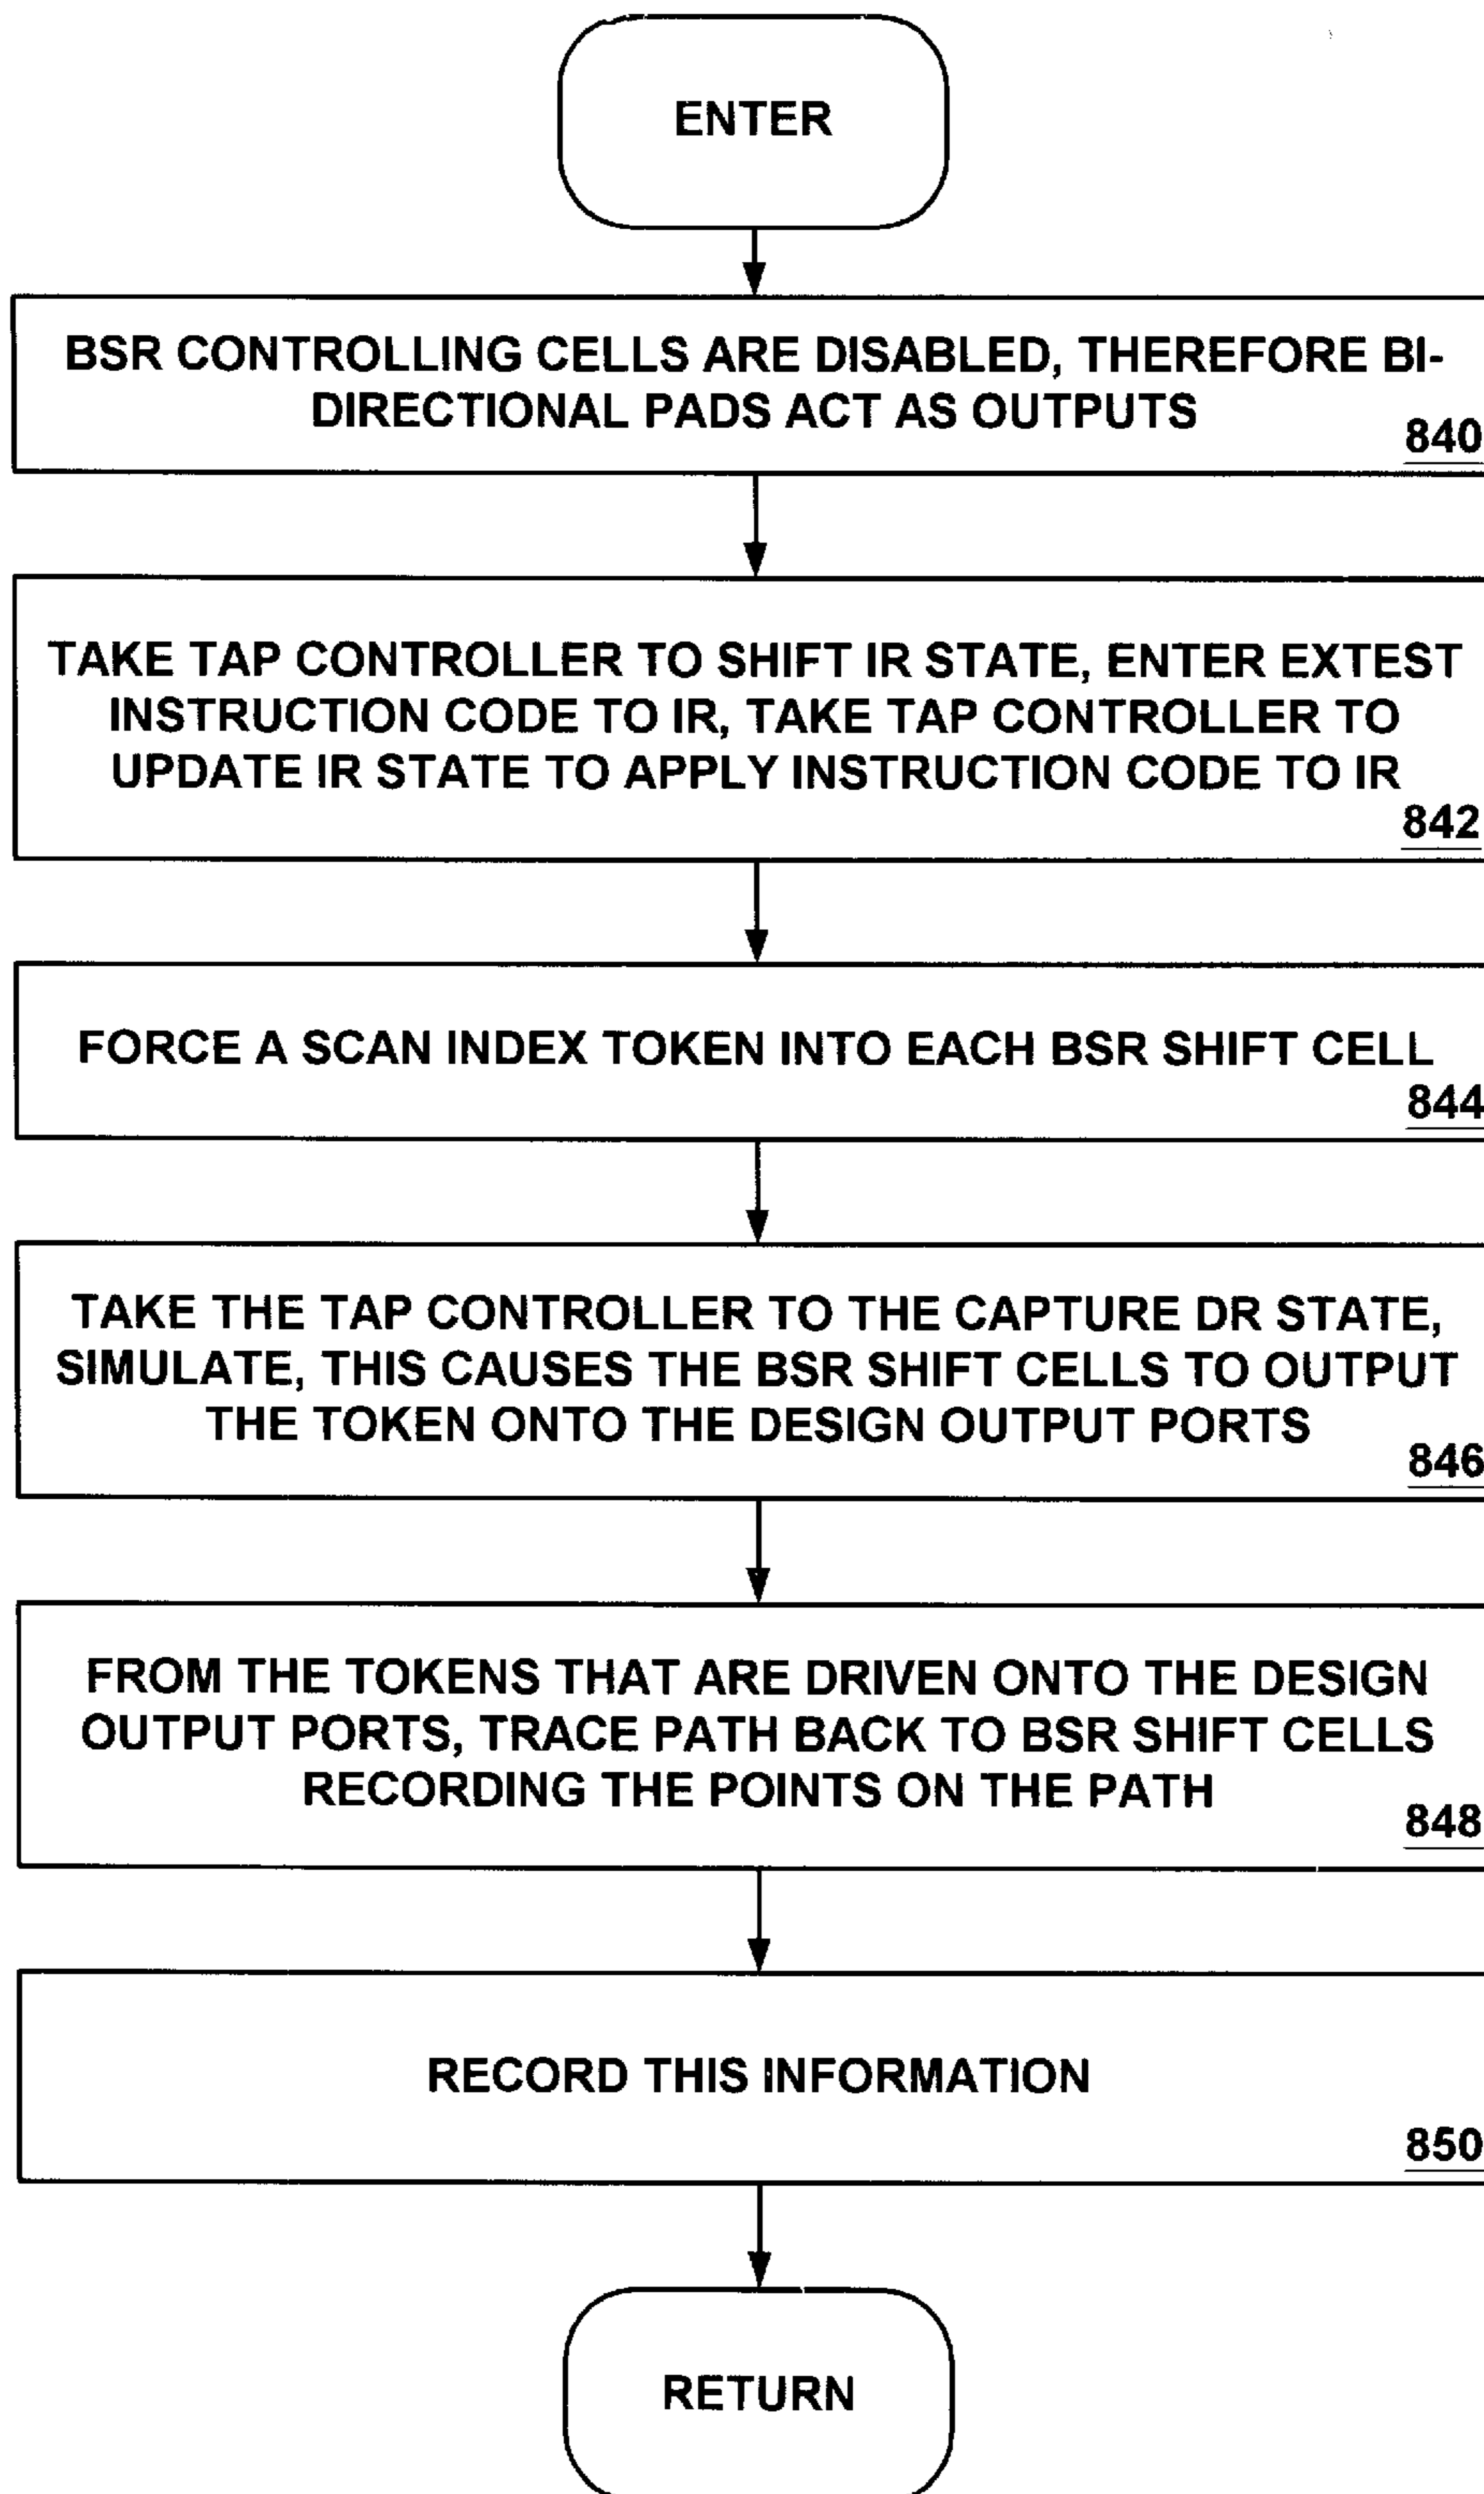 ENTER
BSR CONTROLLING CELLS ARE DISABLED, THEREFORE BI-
DIRECTIONAL PADS ACT AS OUTPUTS
840
TAKE TAP CONTROLLER TO SHIFT IR STATE, ENTER EXTEST
INSTRUCTION CODE TO IR, TAKE TAP CONTROLLER TO
UPDATE IR STATE TO APPLY INSTRUCTION CODE TO IR
842
FORCE A SCAN INDEX TOKEN INTO EACH BSR SHIFT CELL
844
TAKE THE TAP CONTROLLER TO THE CAPTURE DR STATE,
SIMULATE, THIS CAUSES THE BSR SHIFT CELLS TO OUTPUT
THE TOKEN ONTO THE DESIGN OUTPUT PORTS
846
FROM THE TOKENS THAT ARE DRIVEN ONTO THE DESIGN
OUTPUT PORTS, TRACE PATH BACK TO BSR SHIFT CELLS
RECORDING THE POINTS ON THE PATH
848
RECORD THIS INFORMATION
850
RETURN